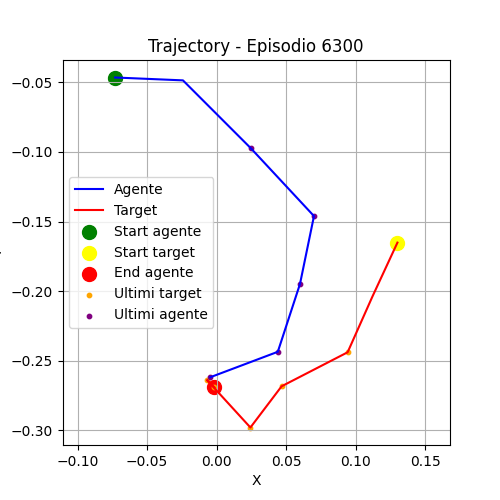 Trajectory - Episodio 6300
−0.05
−0.10
−0.15
−0.20
−0.25
−0.30
Agente
Target
Start agente
Start target
End agente
Ultimi target
Ultimi agente
−0.10
−0.05
0.00
0.05
0.10
0.15
X